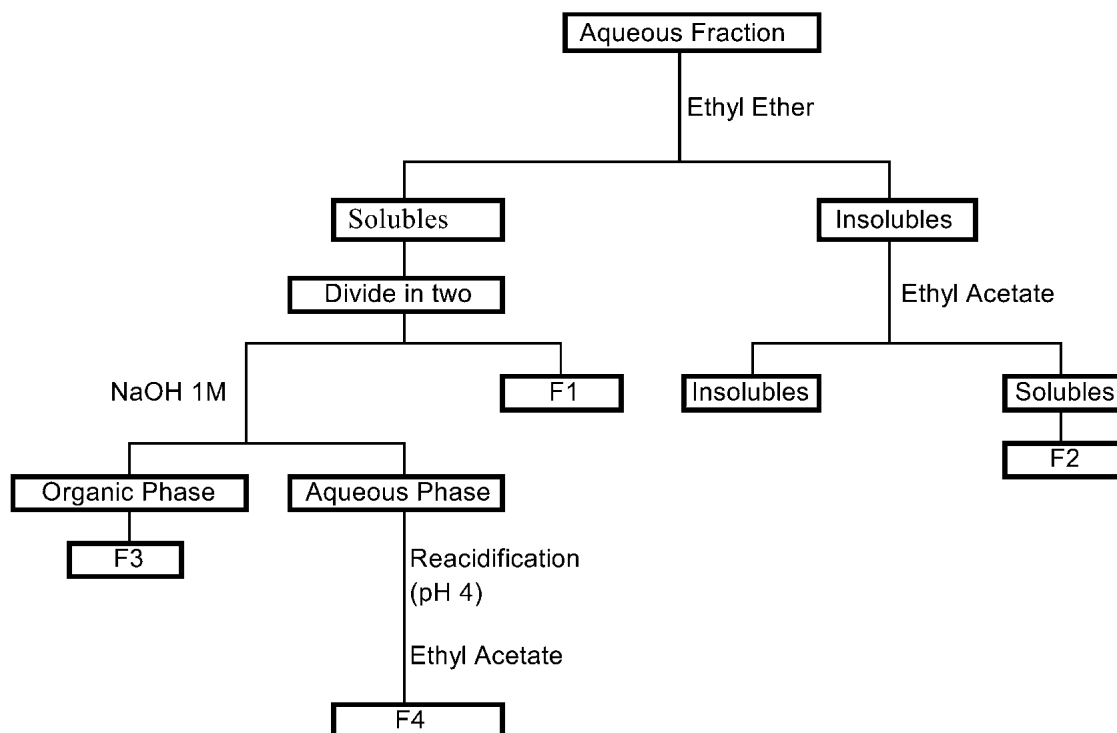 Aqueous Fraction
Ethyl Ether
Solubles
Insolubles
Divide in two
Ethyl Acetate
NaOH 1M
F1
Insolubles
Solubles
F2
Organic Phase
Aqueous Phase
F3
Reacidification
(pH 4)
Ethyl Acetate
F4